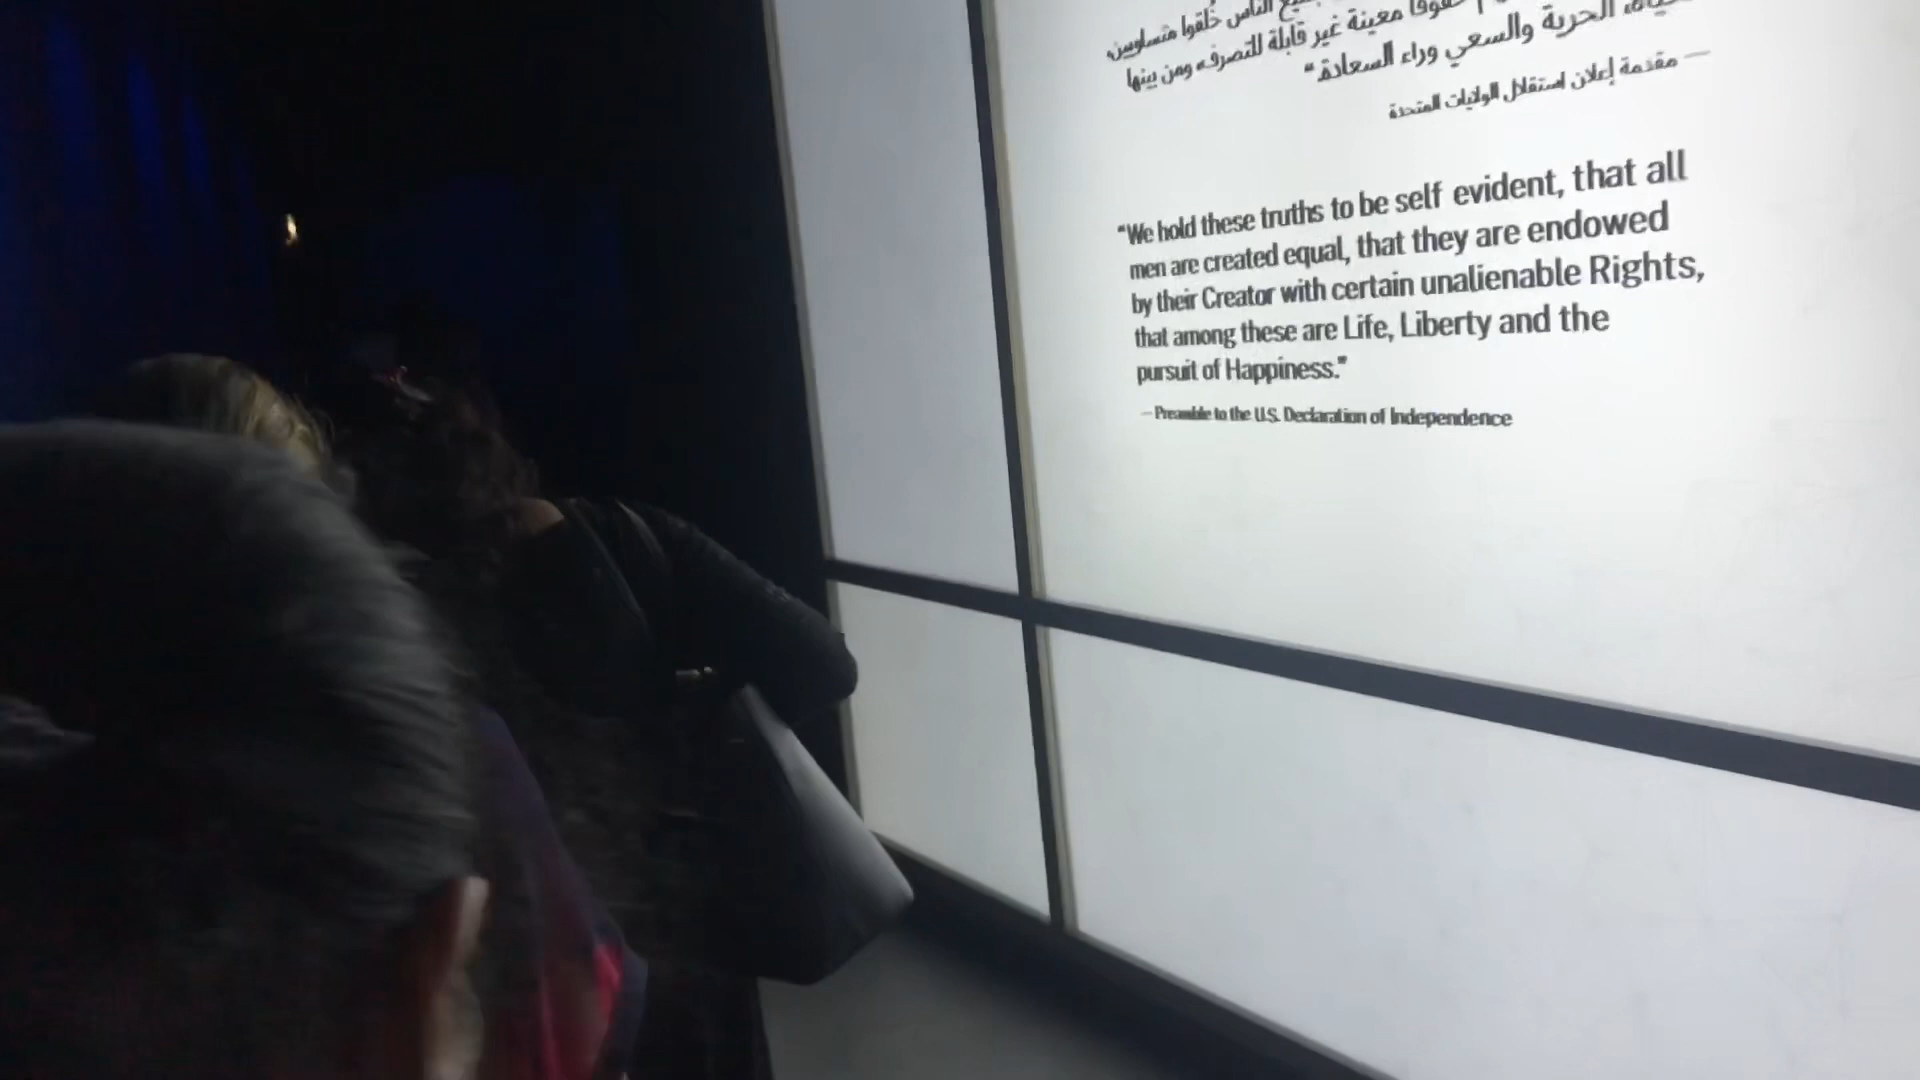 الناس خُلقوا متساوين،
معينة غير قابلة للتصرف، ومن بينها
الحرية والسعي وراء السعادة"
— مقدمة إعلان استقلال الولايات المتحدة
"We hold these truths to be self evident, that all
men are created equal, that they are endowed
by their Creator with certain unalienable Rights,
that among these are Life, Liberty and the
pursuit of Happiness."
— Preamble to the U.S. Declaration of Independence